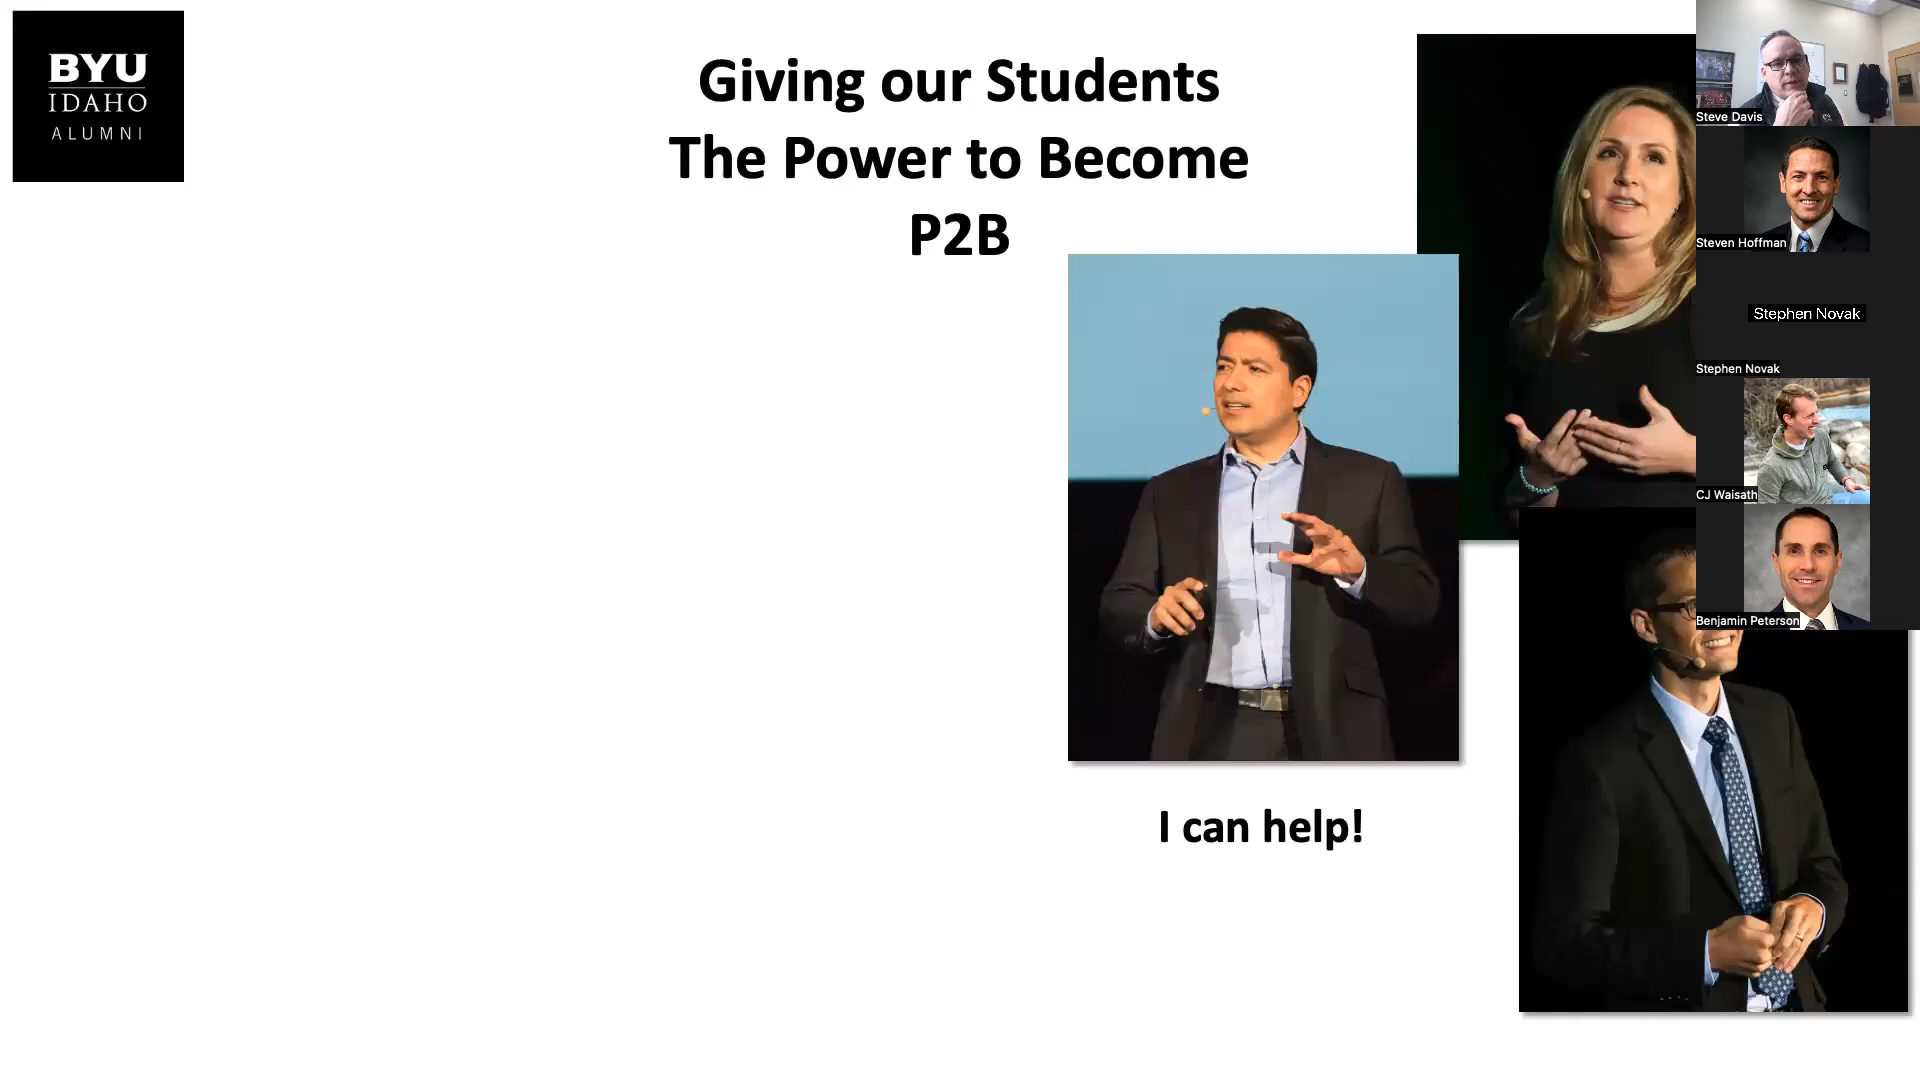 BYU
IDAHO
ALUMNI
Giving our Students
The Power to Become
P2B
I can help!
Steve Davis
Steven Hoffman
Stephen Novak
Stephen Novak
CJ Waisath
Benjamin Peterson